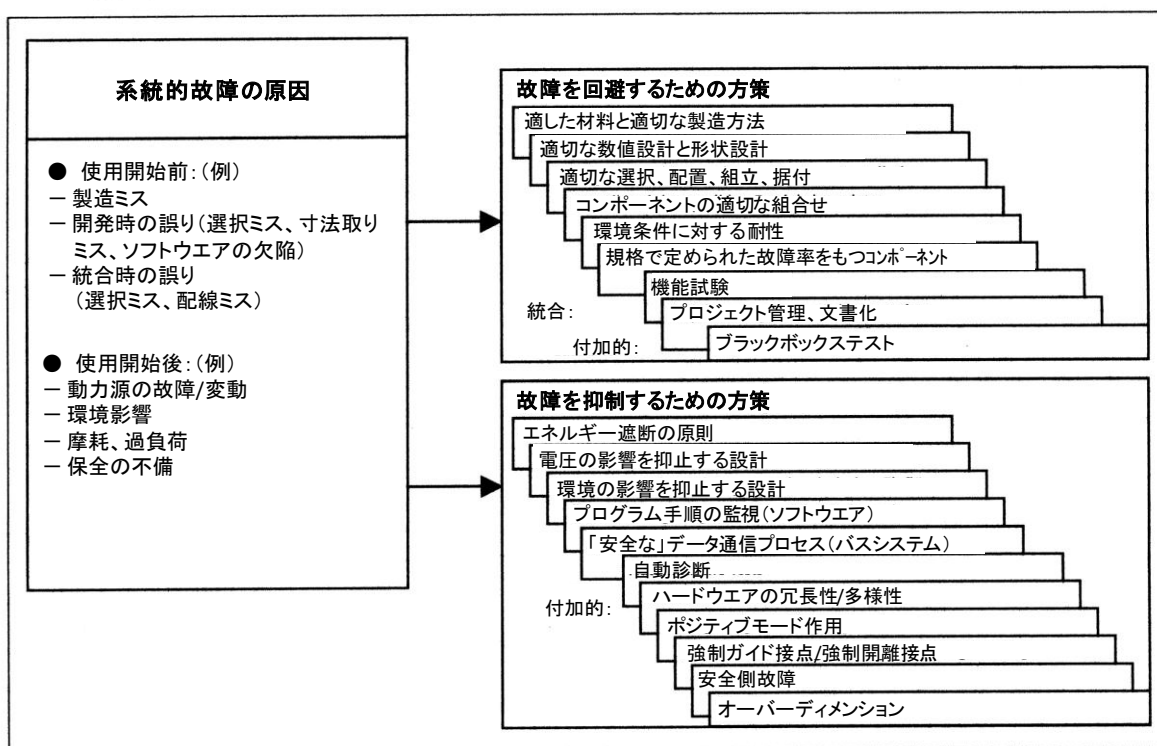 系統的故障の原因
● 使用開始前:(例)
－ 製造ミス
－ 開発時の誤り(選択ミス、寸法取り
ミス、ソフトウエアの欠陥)
－ 統合時の誤り
(選択ミス、配線ミス)
● 使用開始後:(例)
－ 動力源の故障/変動
－ 環境影響
－ 摩耗、過負荷
－ 保全の不備
故障を回避するための方策
適した材料と適切な製造方法
適切な数値設計と形状設計
適切な選択、配置、組立、据付
コンポーネントの適切な組合せ
環境条件に対する耐性
規格で定められた故障率をもつコンポーネント
統合:
機能試験
プロジェクト管理、文書化
付加的:
ブラックボックステスト
故障を抑制するための方策
エネルギー遮断の原則
電圧の影響を抑止する設計
環境の影響を抑止する設計
プログラム手順の監視(ソフトウエア)
「安全な」データ通信プロセス(バスシステム)
自動診断
付加的:
ハードウエアの冗長性/多様性
ポジティブモード作用
強制ガイド接点/強制開離接点
安全側故障
オーバーディメンション